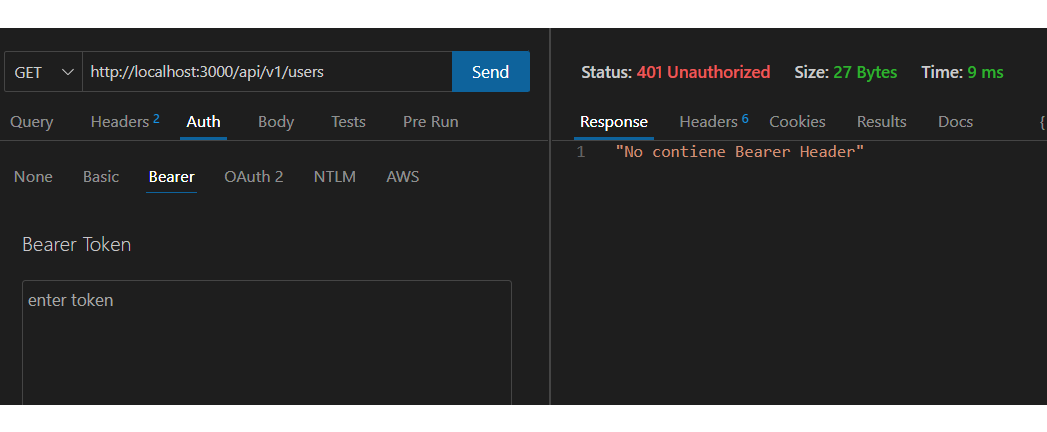 GET http://localhost:3000/api/v1/users Send
Query Headers 2 Auth Body Tests Pre Run
None Basic Bearer OAuth 2 NTLM AWS
Bearer Token
enter token
Status: 401 Unauthorized Size: 27 Bytes Time: 9 ms
Response Headers 6 Cookies Results Docs {
1 "No contiene Bearer Header"